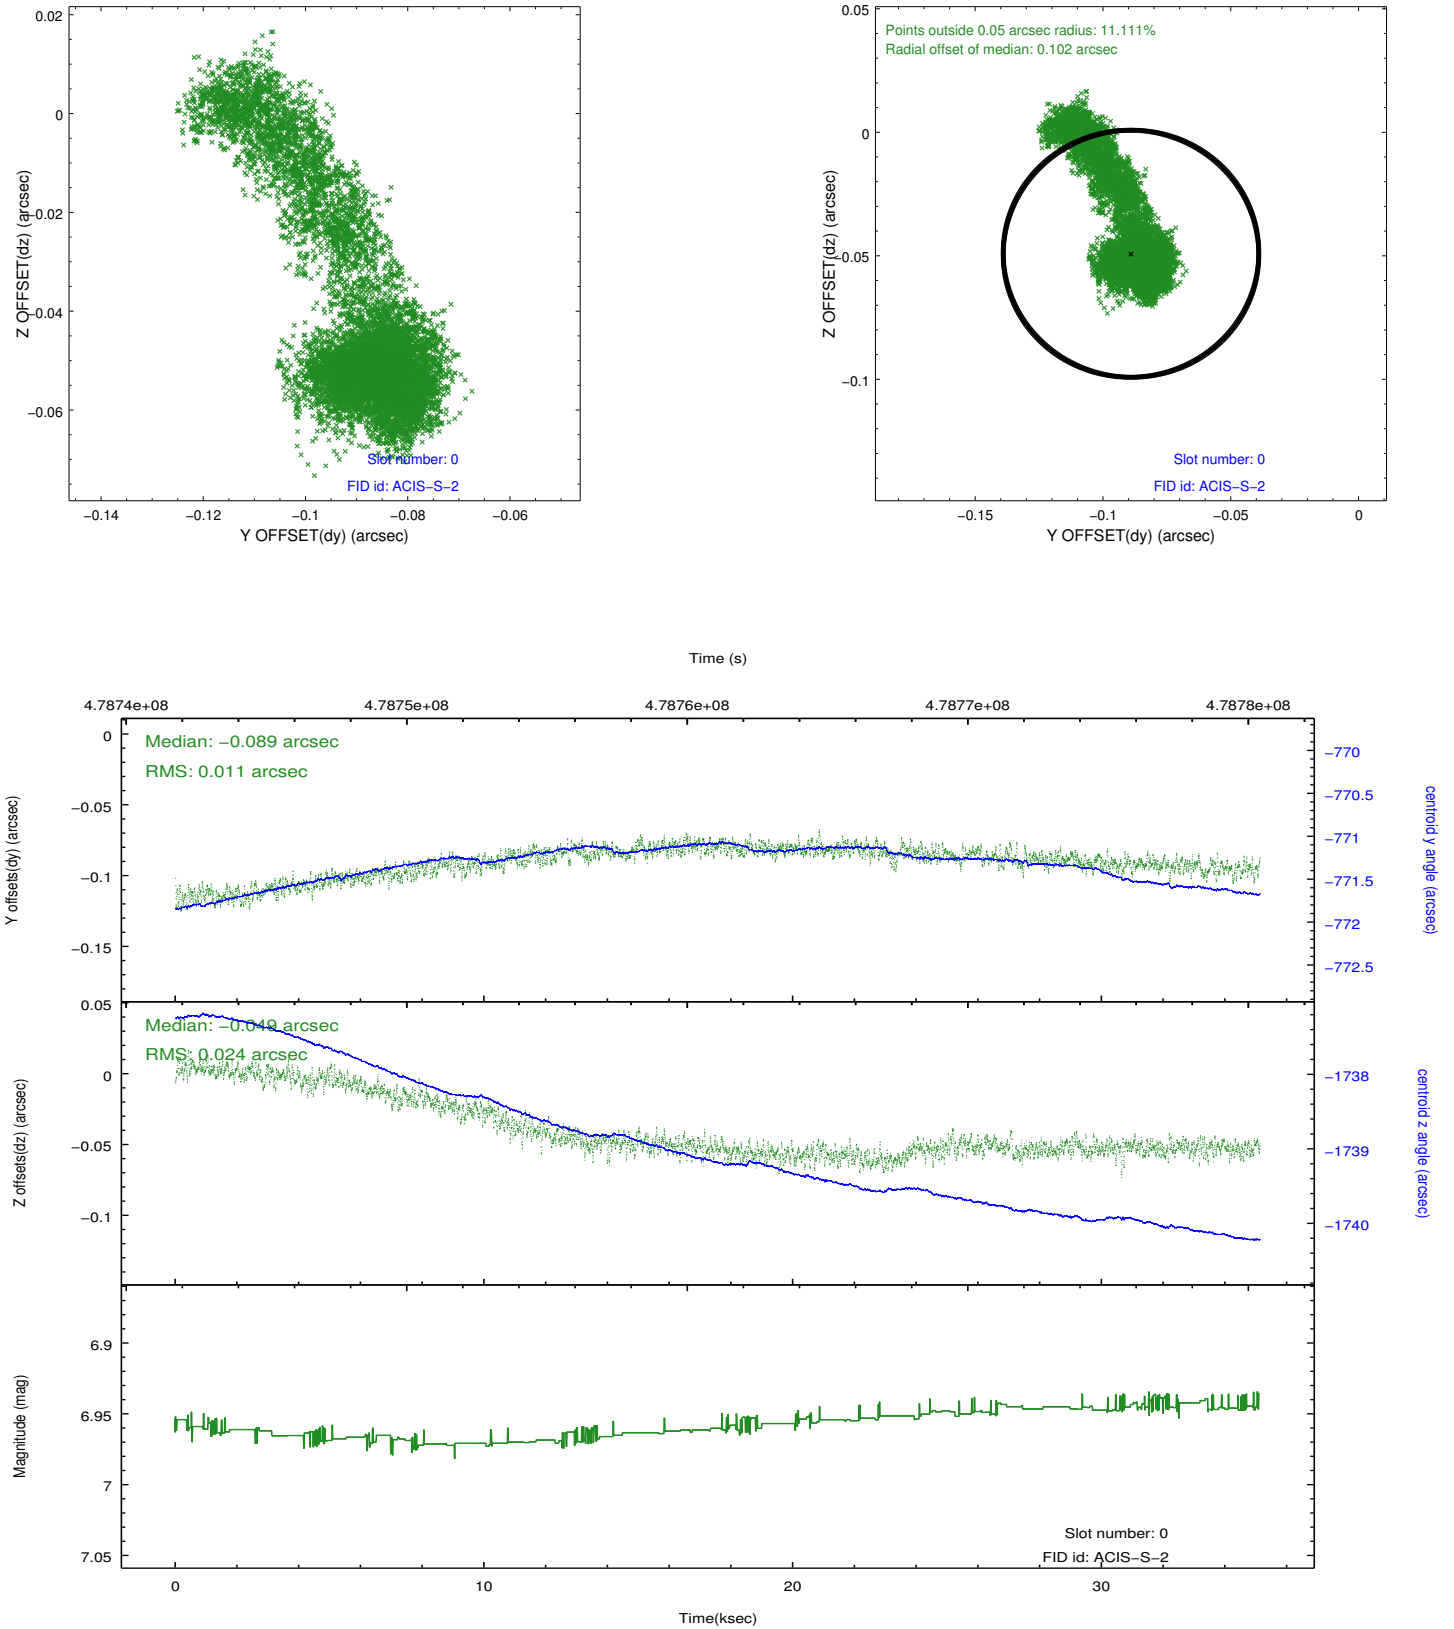 0.02
0
−0.02
−0.04
−0.06
Z OFFSET(dz) (arcsec)
Slot number: 0
FID id: ACIS−S−2
−0.14 −0.12 −0.1 −0.08 −0.06
Y OFFSET(dy) (arcsec)
0.05
0
−0.05
−0.1
Z OFFSET(dz) (arcsec)
Points outside 0.05 arcsec radius: 11.111%
Radial offset of median: 0.102 arcsec
Slot number: 0
FID id: ACIS−S−2
−0.15 −0.1 −0.05 0
Y OFFSET(dy) (arcsec)
Time (s)
4.7874e+08 4.7875e+08 4.7876e+08 4.7877e+08 4.7878e+08
Median: −0.089 arcsec
RMS: 0.011 arcsec
0
−0.05
−0.1
−0.15
Y offsets(dy) (arcsec)
−770
−770.5
−771
−771.5
−772
−772.5
centroid y angle (arcsec)
Median: −0.049 arcsec
RMS: 0.024 arcsec
0.05
0
−0.05
−0.1
Z offsets(dz) (arcsec)
−1738
−1739
−1740
centroid z angle (arcsec)
6.9
6.95
7
7.05
Magnitude (mag)
Slot number: 0
FID id: ACIS−S−2
0 10 20 30
Time(ksec)